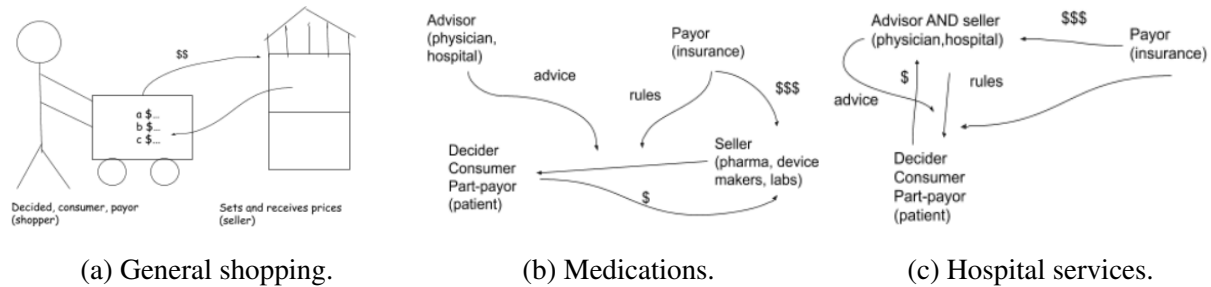 $$
a $...
b $...
c $...
Decided, consumer, payor
(shopper)
Sets and receives prices
(seller)
(a) General shopping.
Advisor
(physician,
hospital)
advice
Payor
(insurance)
rules
$$$
Decider
Consumer
Part-payor
(patient)
Seller
(pharma, device
makers, labs)
$
(b) Medications.
Advisor AND seller
(physician,hospital)
$$$
Payor
(insurance)
$
rules
advice
Decider
Consumer
Part-payor
(patient)
(c) Hospital services.